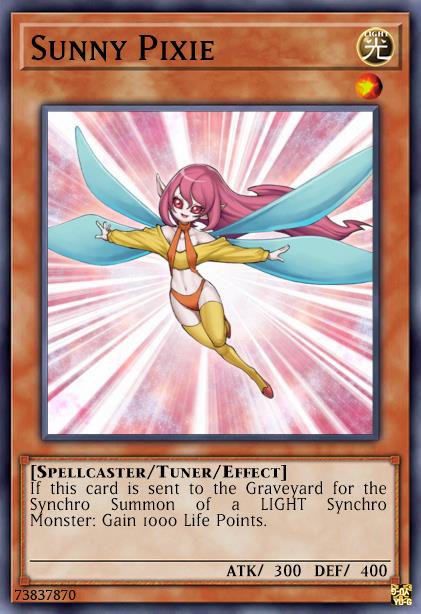 Sunny Pixie
LIGHT
光
[Spellcaster/Tuner/Effect]
If this card is sent to the Graveyard for the
Synchro Summon of a LIGHT Synchro
Monster: Gain 1000 Life Points.
ATK/ 300 DEF/ 400
73837870